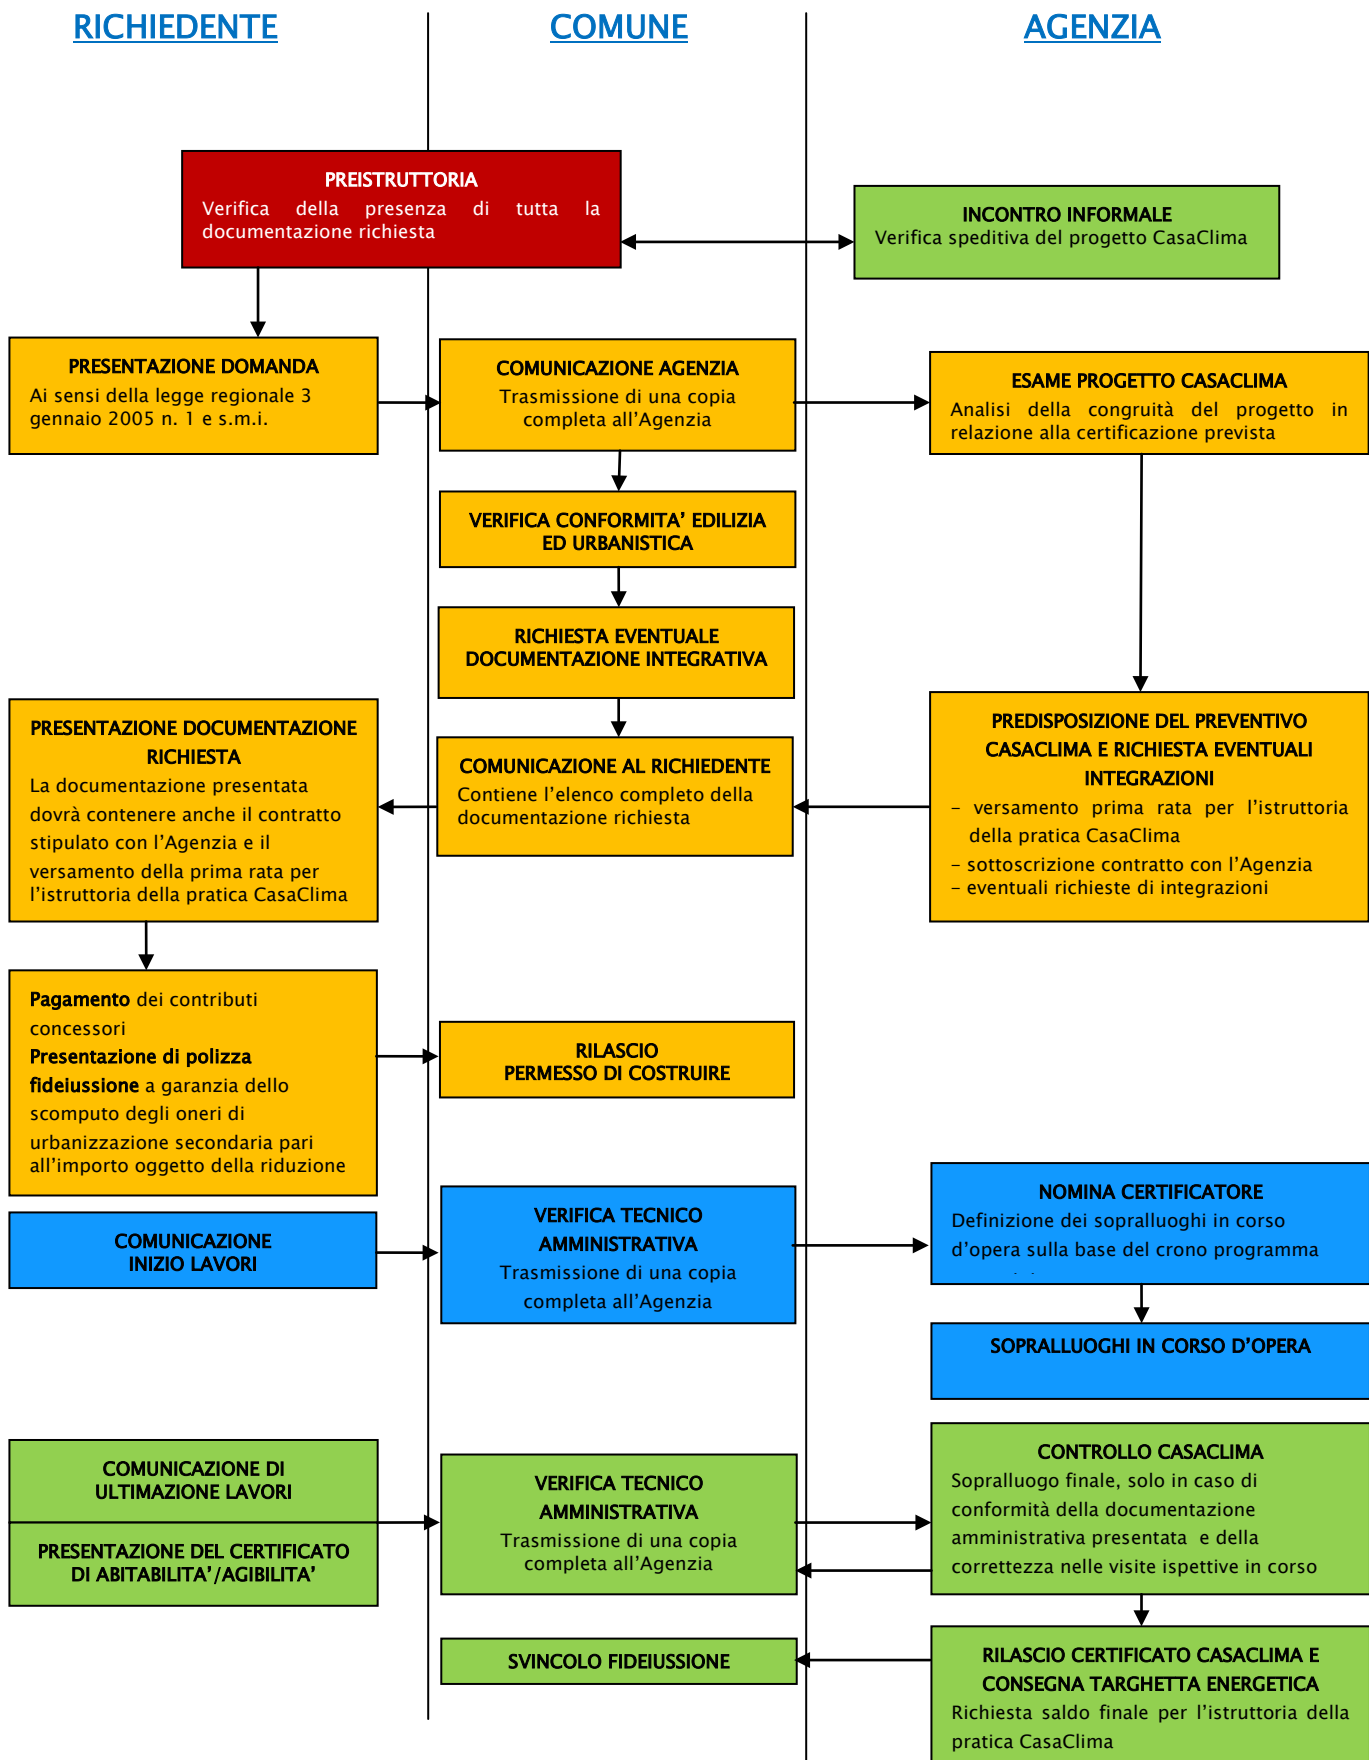 RICHIEDENTE
COMUNE
AGENZIA
PREISTRUTTORIA
Verifica della presenza di tutta la
documentazione richiesta
INCONTRO INFORMALE
Verifica speditiva del progetto CasaClima
PRESENTAZIONE DOMANDA
Ai sensi della legge regionale 3
gennaio 2005 n. 1 e s.m.i.
COMUNICAZIONE AGENZIA
Trasmissione di una copia
completa all’Agenzia
ESAME PROGETTO CASACLIMA
Analisi della congruità del progetto in
relazione alla certificazione prevista
VERIFICA CONFORMITA’ EDILIZIA
ED URBANISTICA
RICHIESTA EVENTUALE
DOCUMENTAZIONE INTEGRATIVA
PRESENTAZIONE DOCUMENTAZIONE
RICHIESTA
La documentazione presentata
dovrà contenere anche il contratto
stipulato con l’Agenzia e il
versamento della prima rata per
l’istruttoria della pratica CasaClima
COMUNICAZIONE AL RICHIEDENTE
Contiene l’elenco completo della
documentazione richiesta
PREDISPOSIZIONE DEL PREVENTIVO
CASACLIMA E RICHIESTA EVENTUALI
INTEGRAZIONI
– versamento prima rata per l’istruttoria
della pratica CasaClima
– sottoscrizione contratto con l’Agenzia
– eventuali richieste di integrazioni
Pagamento dei contributi
concessori
Presentazione di polizza
fideiussione a garanzia dello
scomputo degli oneri di
urbanizzazione secondaria pari
all’importo oggetto della riduzione
RILASCIO
PERMESSO DI COSTRUIRE
COMUNICAZIONE
INIZIO LAVORI
VERIFICA TECNICO
AMMINISTRATIVA
Trasmissione di una copia
completa all’Agenzia
NOMINA CERTIFICATORE
Definizione dei sopralluoghi in corso
d’opera sulla base del crono programma
SOPRALLUOGHI IN CORSO D’OPERA
COMUNICAZIONE DI
ULTIMAZIONE LAVORI
PRESENTAZIONE DEL CERTIFICATO
DI ABITABILITA’/AGIBILITA’
VERIFICA TECNICO
AMMINISTRATIVA
Trasmissione di una copia
completa all’Agenzia
CONTROLLO CASACLIMA
Sopralluogo finale, solo in caso di
conformità della documentazione
amministrativa presentata e della
correttezza nelle visite ispettive in corso
SVINCOLO FIDEIUSSIONE
RILASCIO CERTIFICATO CASACLIMA E
CONSEGNA TARGHETTA ENERGETICA
Richiesta saldo finale per l’istruttoria della
pratica CasaClima